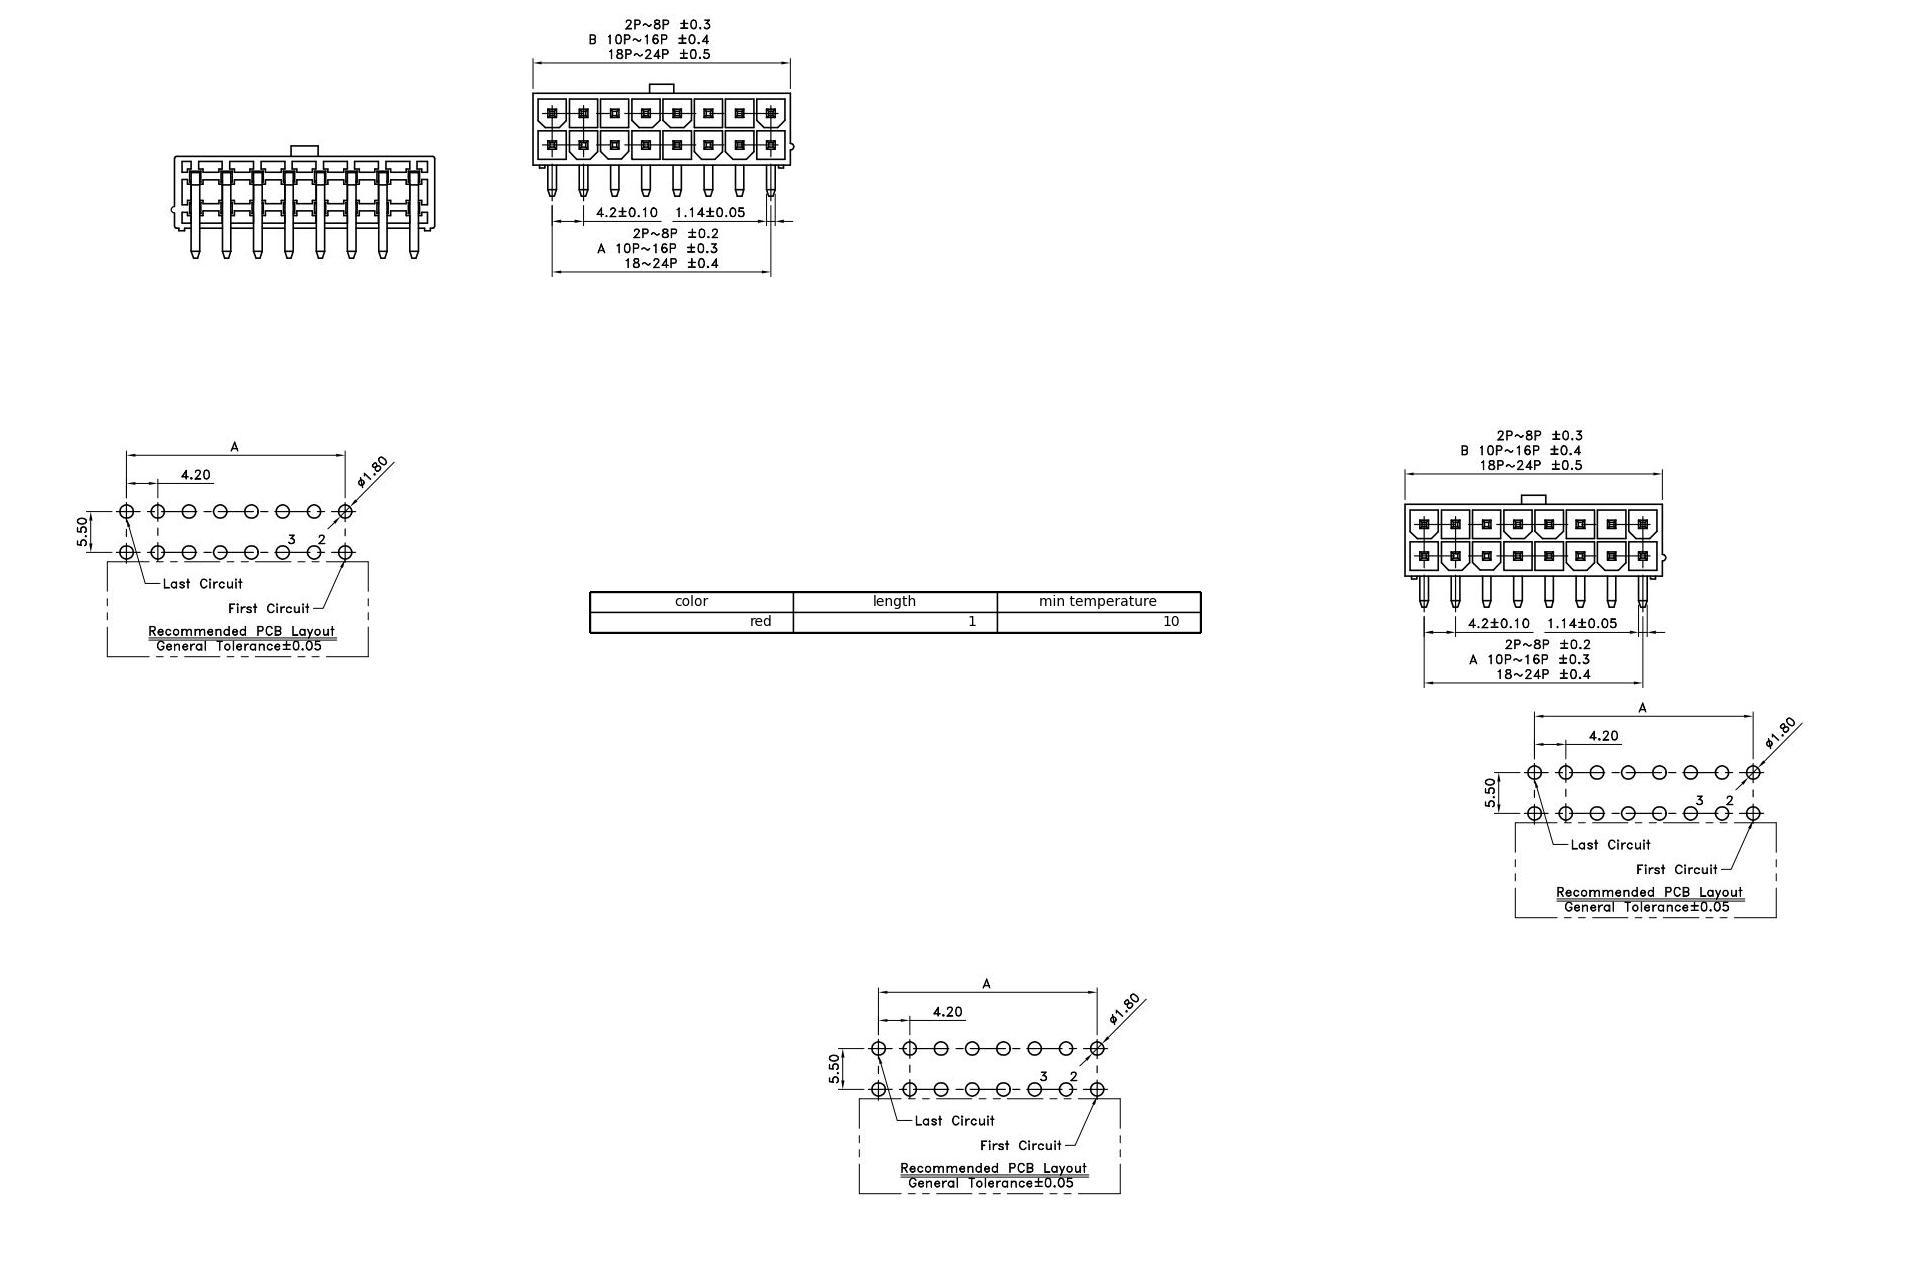 2P~8P ±0.3
B 10P~16P ±0.4
18P~24P ±0.5
4.2±0.10 1.14±0.05
2P~8P ±0.2
A 10P~16P ±0.3
18~24P ±0.4
A
4.20
ø1.80
5.50
3 2
Last Circuit
First Circuit
Recommended PCB Layout
General Tolerance±0.05
color length min temperature
red 1 10
2P~8P ±0.3
B 10P~16P ±0.4
18P~24P ±0.5
4.2±0.10 1.14±0.05
2P~8P ±0.2
A 10P~16P ±0.3
18~24P ±0.4
A
4.20
ø1.80
5.50
3 2
Last Circuit
First Circuit
Recommended PCB Layout
General Tolerance±0.05
A
4.20
ø1.80
5.50
3 2
Last Circuit
First Circuit
Recommended PCB Layout
General Tolerance±0.05